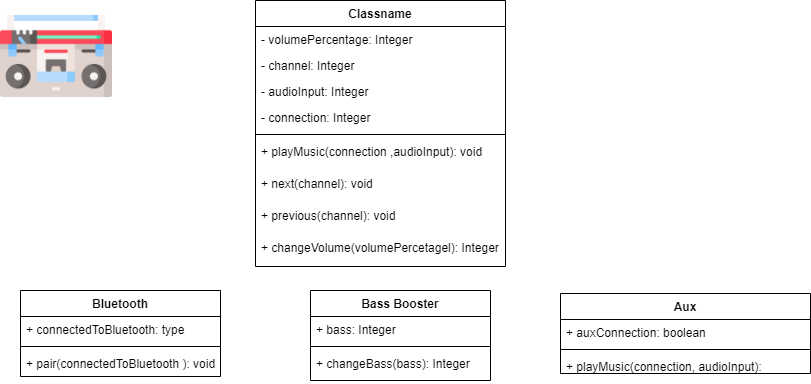 Classname
- volumePercentage: Integer
- channel: Integer
- audioInput: Integer
- connection: Integer
+ playMusic(connection ,audioInput): void
+ next(channel): void
+ previous(channel): void
+ changeVolume(volumePercetagel): Integer
Bluetooth
+ connectedToBluetooth: type
+ pair(connectedToBluetooth ): void
Bass Booster
+ bass: Integer
+ changeBass(bass): Integer
Aux
+ auxConnection: boolean
+ playMusic(connection, audioInput):